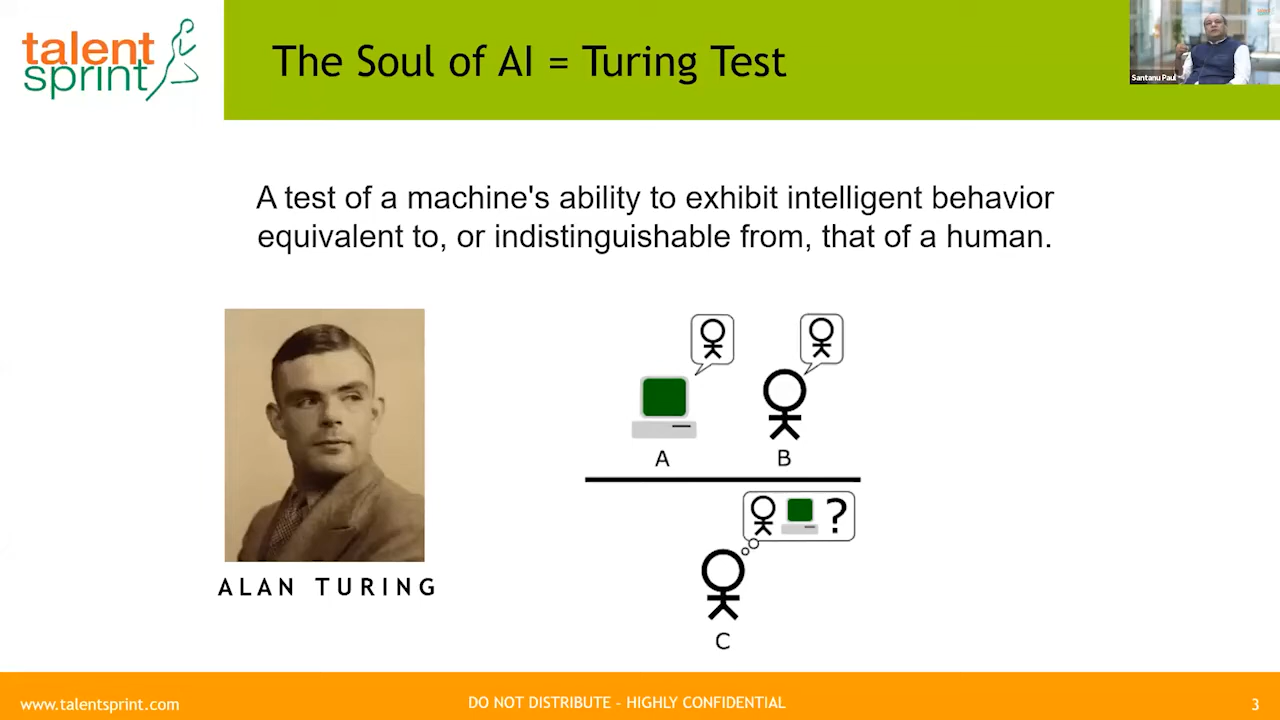 talent
sprint
The Soul of AI = Turing Test
Santanu Paul
A test of a machine's ability to exhibit intelligent behavior
equivalent to, or indistinguishable from, that of a human.
A
B
?
C
ALAN TURING
www.talentsprint.com
DO NOT DISTRIBUTE - HIGHLY CONFIDENTIAL
3